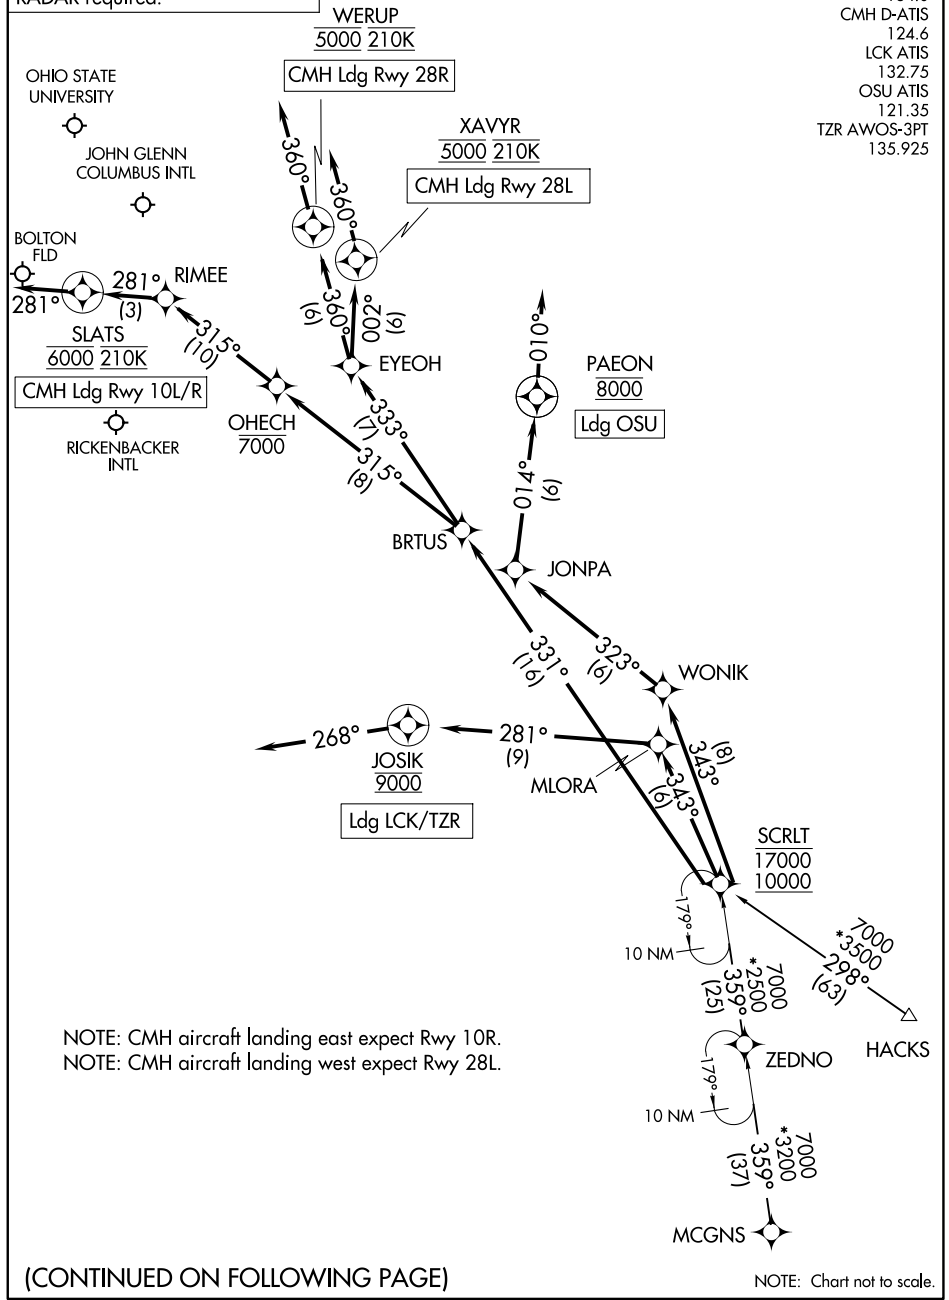 WERUP
5000 210K
CMH Ldg Rwy 28R
CMH D-ATIS
124.6
LCK ATIS
132.75
OSU ATIS
121.35
TZR AWOS-3PT
135.925
OHIO STATE
UNIVERSITY
JOHN GLENN
COLUMBUS INTL
BOLTON
FLD
XAVYR
5000 210K
CMH Ldg Rwy 28L
360°
360°
281°
281°
(3)
RIMEE
SLATS
6000 210K
CMH Ldg Rwy 10L/R
RICKENBACKER
INTL
315°
(10)
OHECH
7000
360°
(6)
002°
(6)
EYEOH
333°
(7)
315°
(8)
BRTUS
010°
PAEON
8000
Ldg OSU
014°
(6)
JONPA
323°
(6)
WONIK
331°
(16)
268°
JOSIK
9000
Ldg LCK/TZR
281°
(9)
MLORA
343°
(8)
343°
(6)
SCRLT
17000
10000
179°
10 NM
7000
*3500
298°
(63)
HACKS
7000
*2500
359°
(25)
ZEDNO
179°
10 NM
7000
*3200
359°
(37)
MCGNS
NOTE: CMH aircraft landing east expect Rwy 10R.
NOTE: CMH aircraft landing west expect Rwy 28L.
(CONTINUED ON FOLLOWING PAGE)
NOTE: Chart not to scale.